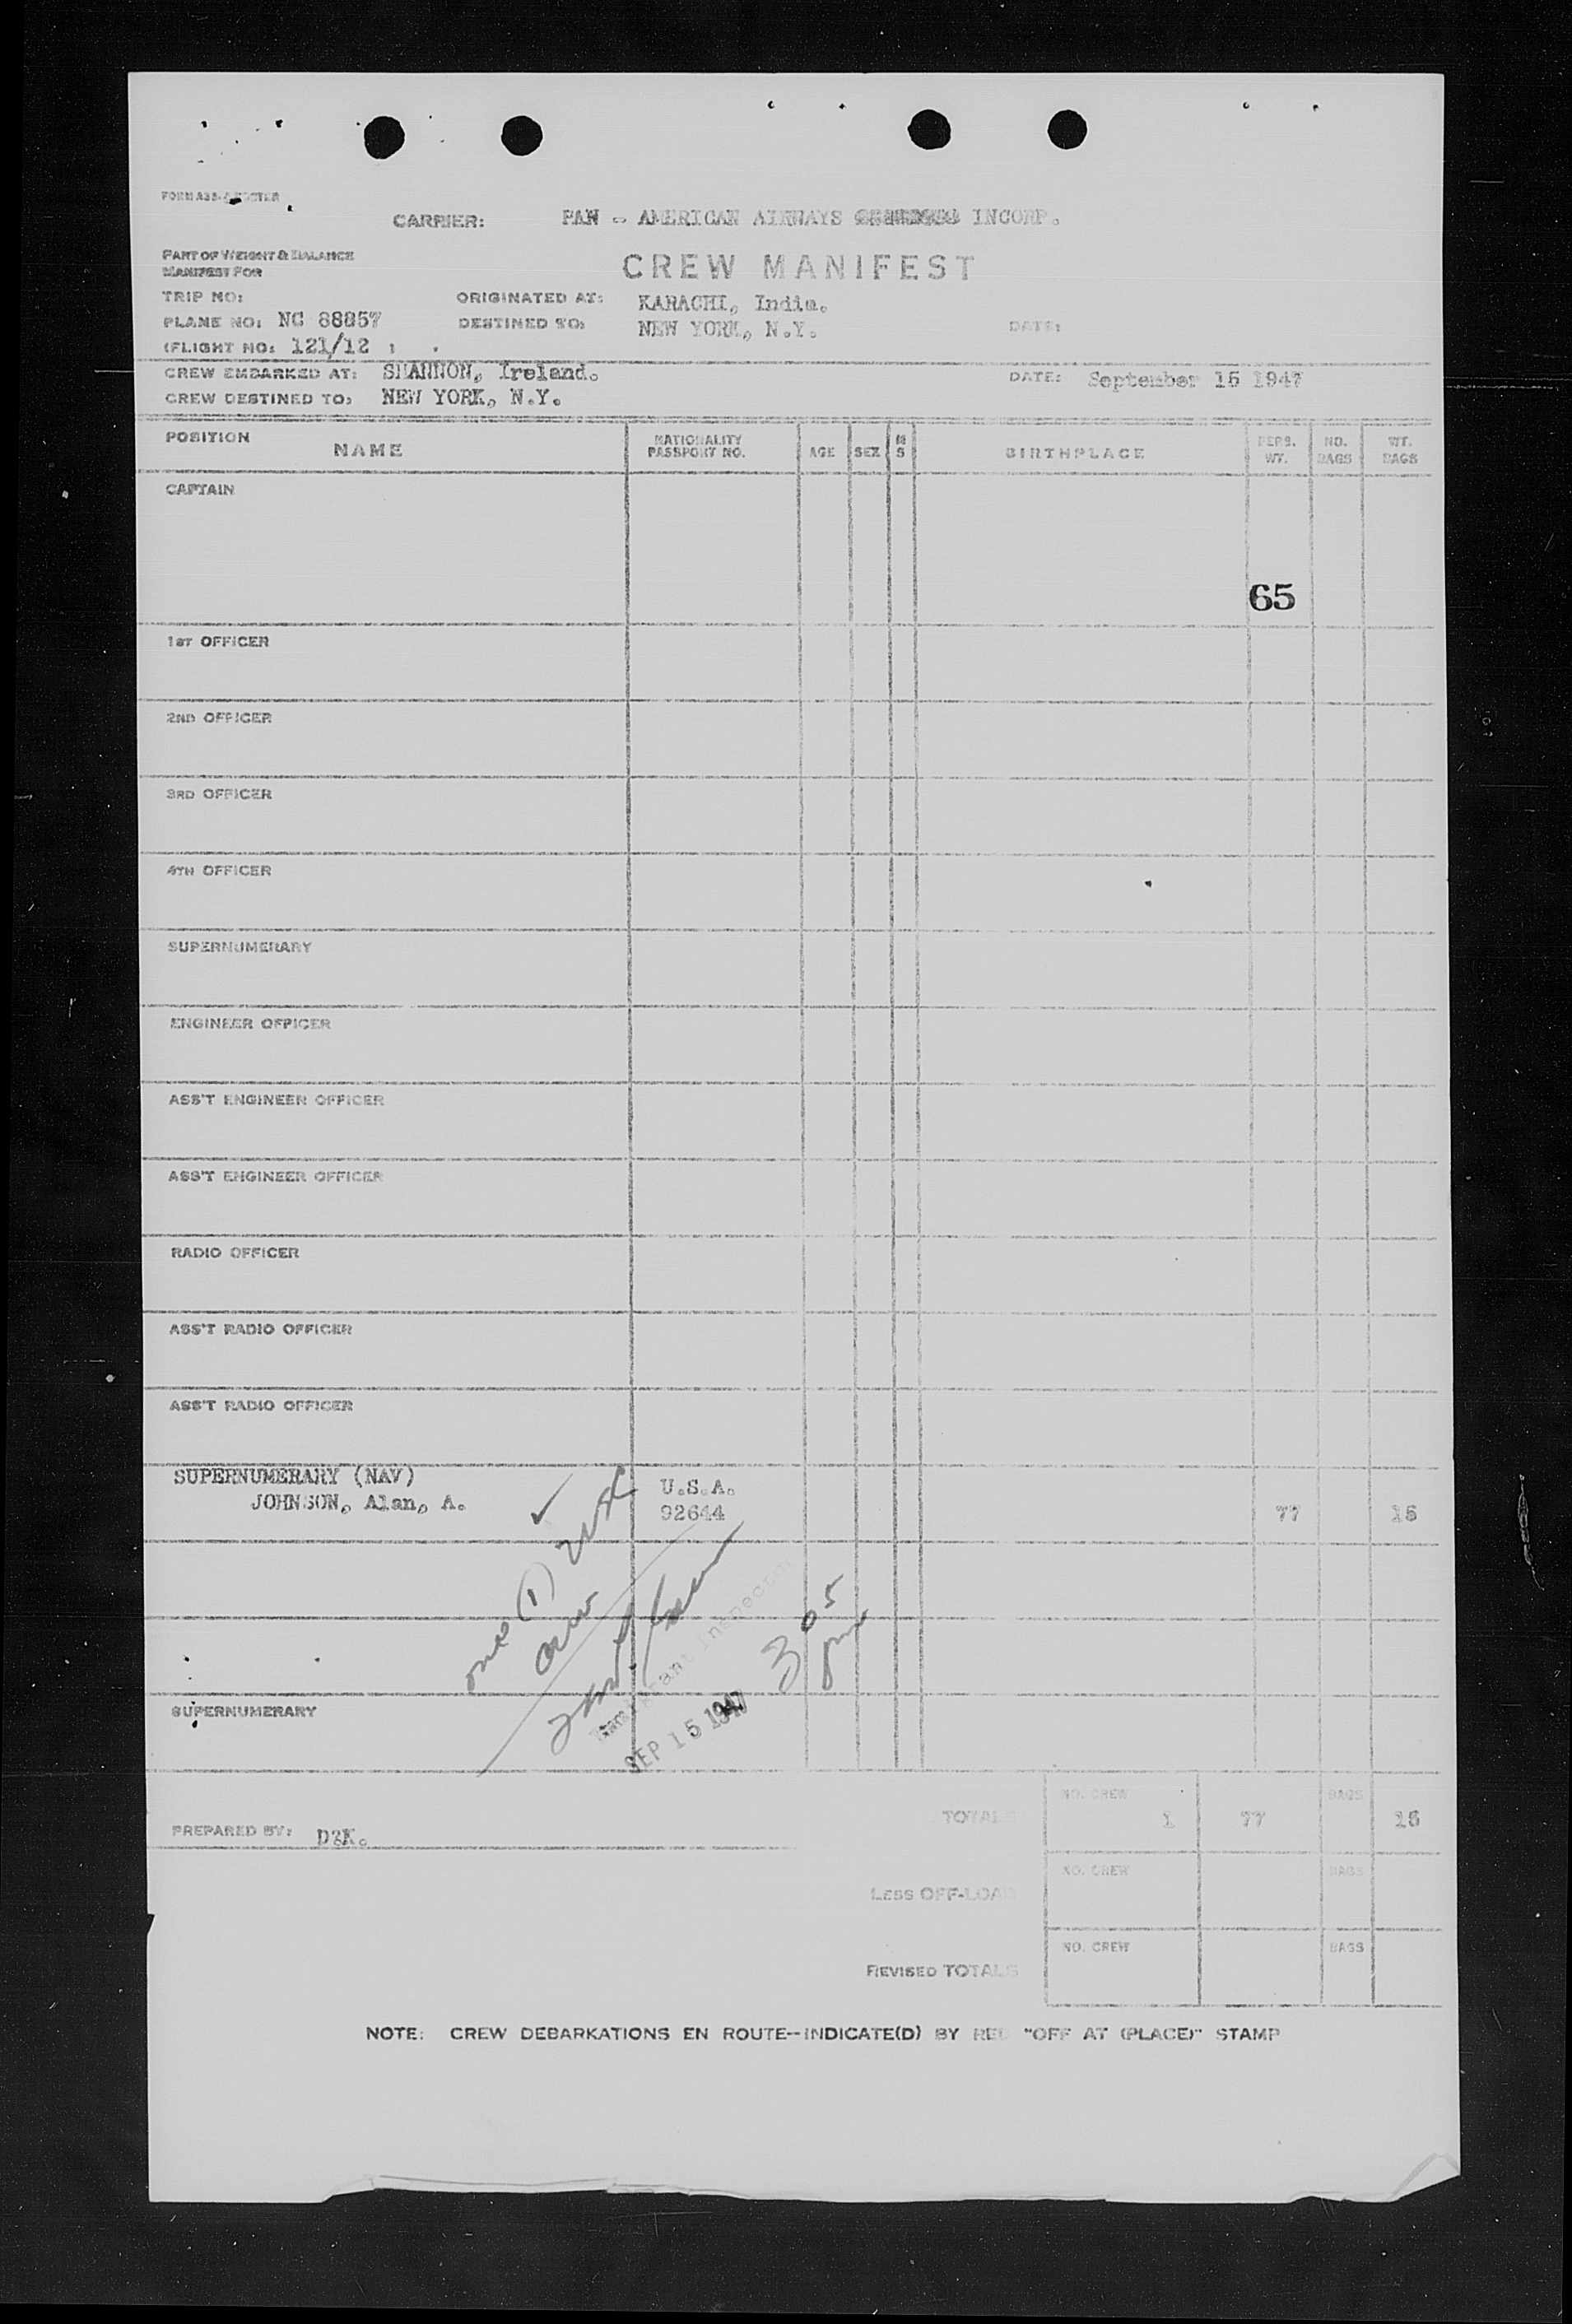 CARRIER: PAN - AMERICAN AIRWAYS INCORP.
PART OF WEIGHT & BALANCE
MANIFEST FOR
CREW MANIFEST
TRIP NO:
ORIGINATED AT: KARACHI, India.
PLANE NO: NC 88857
DESTINED TO: NEW YORK, N.Y.
DATE:
(FLIGHT NO: 121/12
CREW EMBARKED AT: SHANNON, Ireland.
DATE: September 15 1947
CREW DESTINED TO: NEW YORK, N.Y.
POSITION NAME
NATIONALITY
PASSPORT NO.
AGE
SEX
M
S
BIRTHPLACE
PERS.
WT.
NO.
BAGS
WT.
BAGS
CAPTAIN
65
1ST OFFICER
2ND OFFICER
3RD OFFICER
4TH OFFICER
SUPERNUMERARY
ENGINEER OFFICER
ASS'T ENGINEER OFFICER
ASS'T ENGINEER OFFICER
RADIO OFFICER
ASS'T RADIO OFFICER
ASS'T RADIO OFFICER
SUPERNUMERARY (NAV)
JOHNSON, Alan, A.
U.S.A.
92644
77
15
one (1) USC
Immigrant Inspector
SEP 15 1947
3 05
pm
SUPERNUMERARY
TOTALS
NO. CREW
1
77
BAGS
15
PREPARED BY: D?K.
LESS OFF-LOAD
NO. CREW
BAGS
REVISED TOTALS
NO. CREW
BAGS
NOTE: CREW DEBARKATIONS EN ROUTE--INDICATE(D) BY RED "OFF AT (PLACE)" STAMP